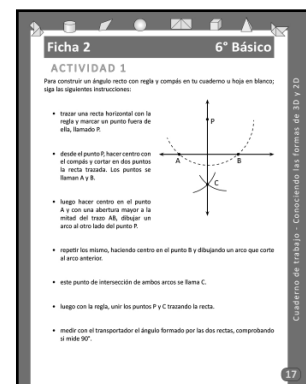 Ficha 2
6° Básico
ACTIVIDAD 1
Para construir un ángulo recto con regla y compás en tu cuaderno u hoja en blanco;
siga las siguientes instrucciones:
• trazar una recta horizontal con la
regla y marcar un punto fuera de
ella, llamado P.
• desde el punto P, hacer centro con
el compás y cortar en dos puntos
la recta trazada. Los puntos se
llaman A y B.
• luego hacer centro en el punto
A y con una abertura mayor a la
mitad del trazo AB, dibujar un
arco al otro lado del punto P.
P
A
B
C
• repetir los mismo, haciendo centro en el punto B y dibujando un arco que corte
al arco anterior.
• este punto de intersección de ambos arcos se llama C.
• luego con la regla, unir los puntos P y C trazando la recta.
• medir con el transportador el ángulo formado por las dos rectas, comprobando
si mide 90°.
Cuaderno de trabajo - Conociendo las formas de 3D y 2D
17